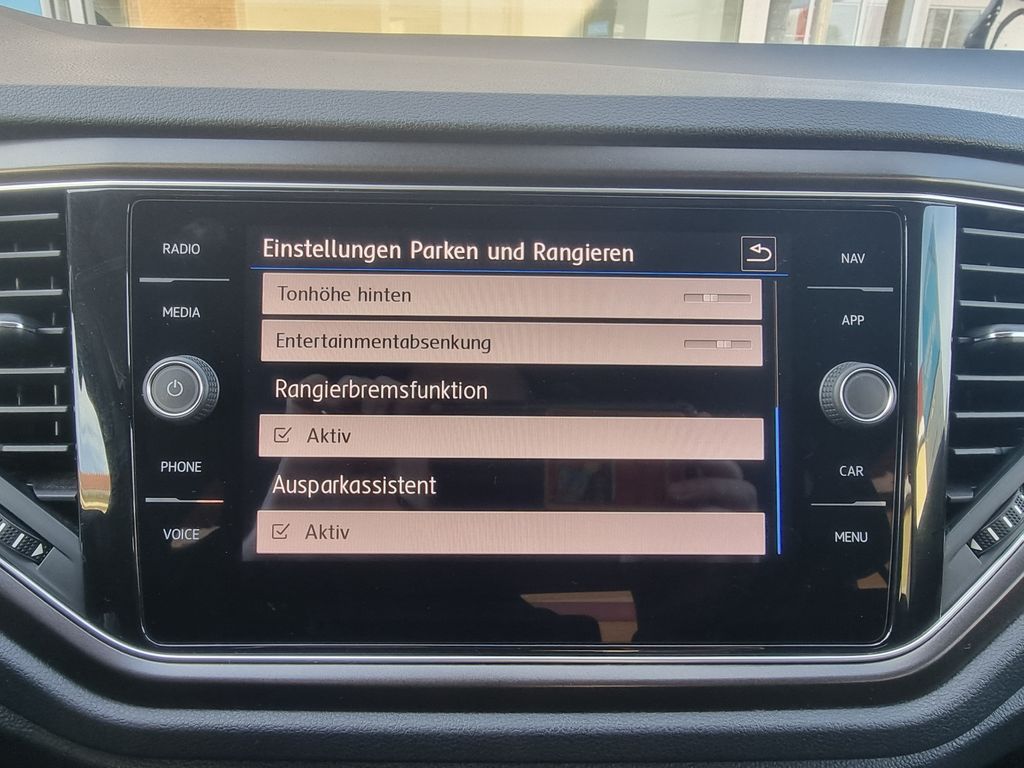 RADIO
MEDIA
PHONE
VOICE
Einstellungen Parken und Rangieren
Tonhöhe hinten
Entertainmentabsenkung
Rangierbremsfunktion
Aktiv
Ausparkassistent
Aktiv
NAV
APP
CAR
MENU